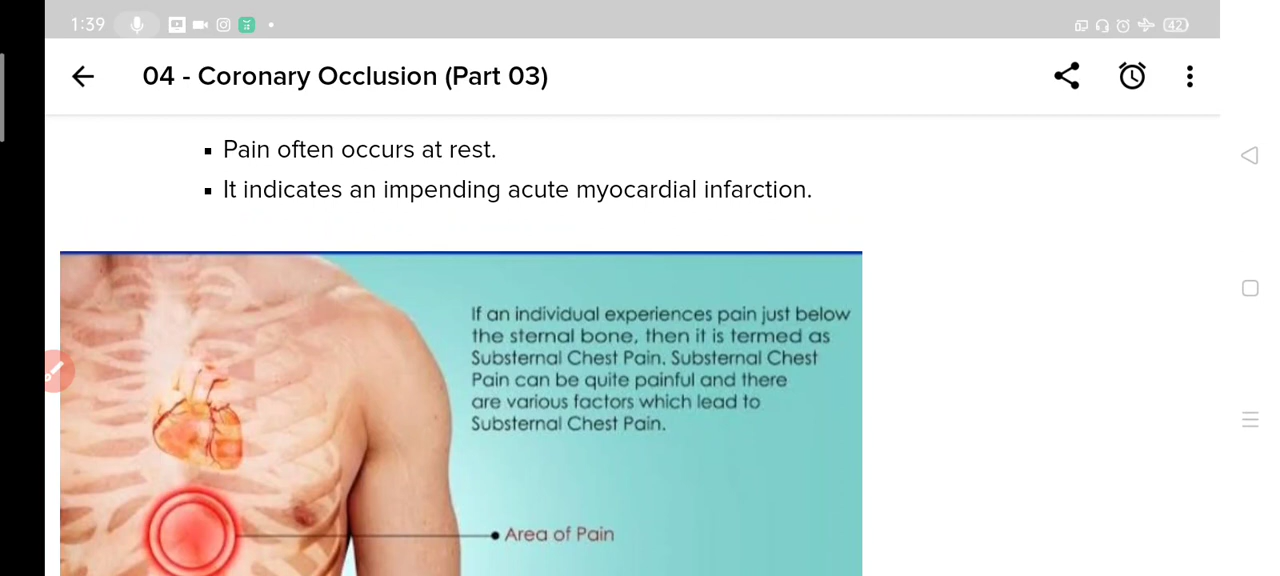 1:39
42
04 - Coronary Occlusion (Part 03)
▪ Pain often occurs at rest.
▪ It indicates an impending acute myocardial infarction.
If an individual experiences pain just below
the sternal bone, then it is termed as
Substernal Chest Pain. Substernal Chest
Pain can be quite painful and there
are various factors which lead to
Substernal Chest Pain.
Area of Pain